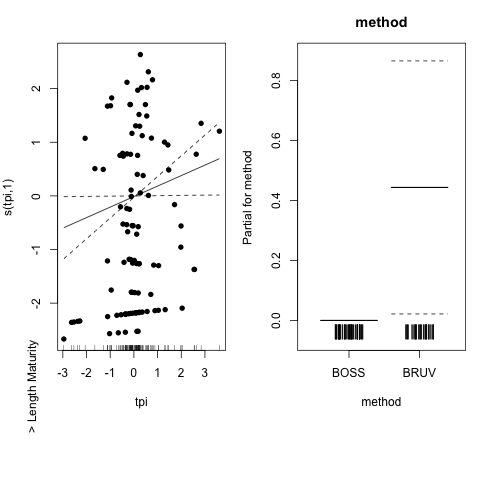 method
s(tpi,1)
2
1
0
-1
-2
-3 -2 -1 0 1 2 3
tpi
> Length Maturity
Partial for method
0.8
0.6
0.4
0.2
0.0
BOSS BRUV
method